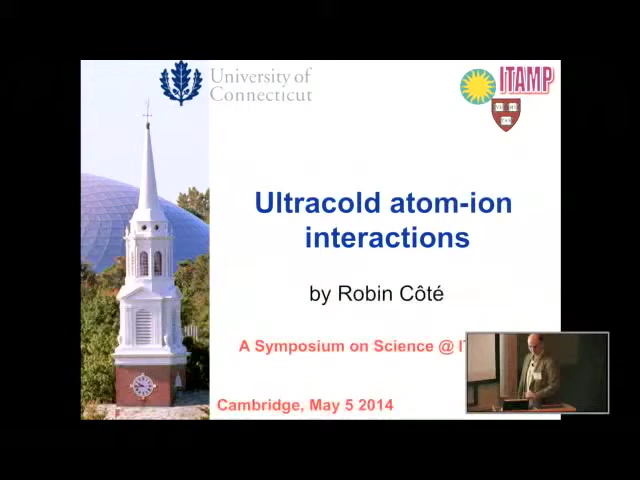 University of
Connecticut
ITAMP
Ultracold atom-ion
interactions
by Robin Côté
A Symposium on Science @
Cambridge, May 5 2014